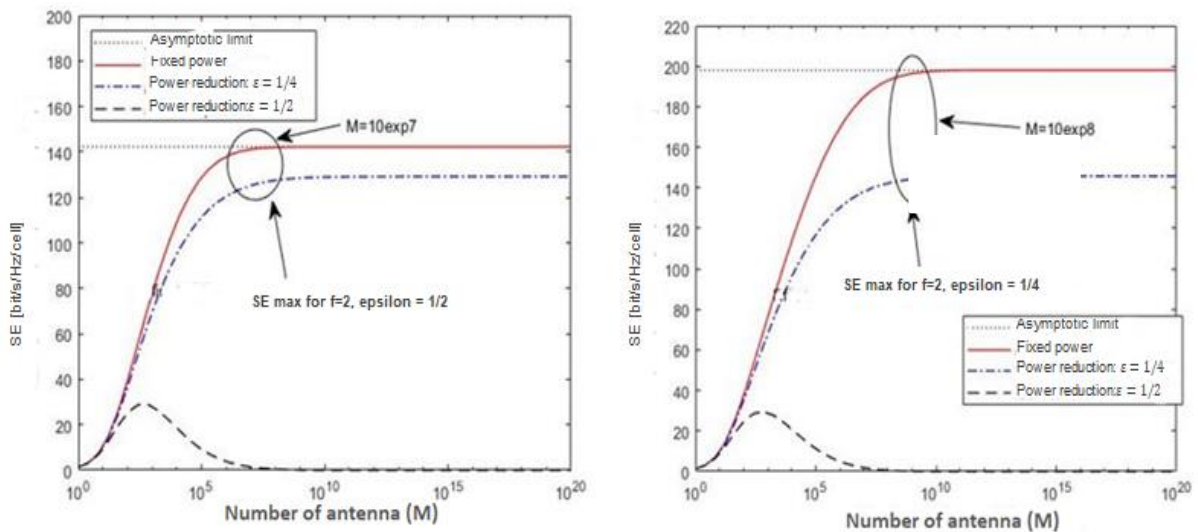 200
180
160
140
120
100
80
60
40
20
0
SE [bit/s/Hz/cell]
Asymptotic limit
Fixed power
Power reduction: ε = 1/4
Power reduction:ε = 1/2
M=10exp7
SE max for f=2, epsilon = 1/2
10^0
10^5
10^10
10^15
10^20
Number of antenna (M)
220
200
180
160
140
120
100
80
60
40
20
0
SE [bit/s/Hz/cell]
M=10exp8
SE max for f=2, epsilon = 1/4
Asymptotic limit
Fixed power
Power reduction: ε = 1/4
Power reduction:ε = 1/2
10^0
10^5
10^10
10^15
10^20
Number of antenna (M)